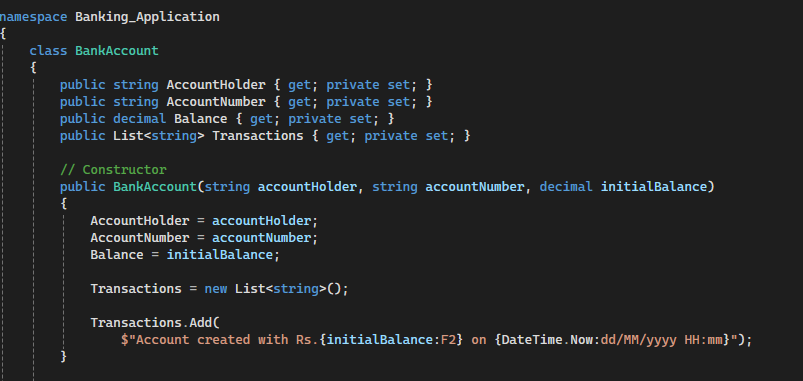 namespace Banking_Application
{
class BankAccount
{
public string AccountHolder { get; private set; }
public string AccountNumber { get; private set; }
public decimal Balance { get; private set; }
public List<string> Transactions { get; private set; }
// Constructor
public BankAccount(string accountHolder, string accountNumber, decimal initialBalance)
{
AccountHolder = accountHolder;
AccountNumber = accountNumber;
Balance = initialBalance;
Transactions = new List<string>();
Transactions.Add(
$"Account created with Rs.{initialBalance:F2} on {DateTime.Now:dd/MM/yyyy HH:mm}");
}